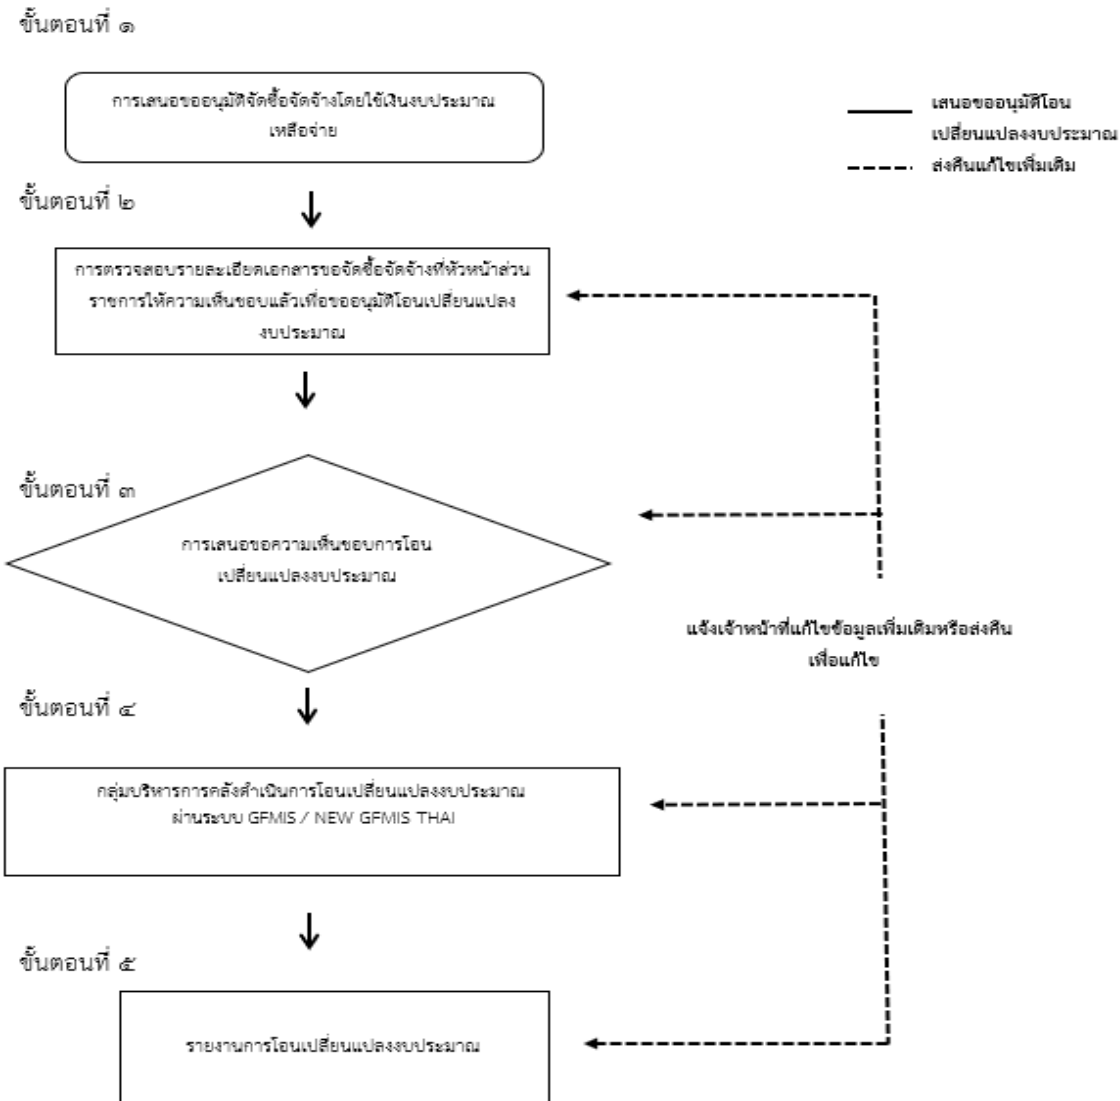 ขั้นตอนที่ ๑
การเสนอขออนุมัติจัดซื้อจัดจ้างโดยใช้เงินงบประมาณ
เหลือจ่าย
เสนอขออนุมัติโอน
เปลี่ยนแปลงงบประมาณ
ส่งคืนแก้ไขเพิ่มเติม
ขั้นตอนที่ ๒
การตรวจสอบรายละเอียดเอกสารขอจัดซื้อจัดจ้างที่หัวหน้าส่วน
ราชการให้ความเห็นชอบแล้วเพื่อขออนุมัติโอนเปลี่ยนแปลง
งบประมาณ
ขั้นตอนที่ ๓
การเสนอขอความเห็นชอบการโอน
เปลี่ยนแปลงงบประมาณ
แจ้งเจ้าหน้าที่แก้ไขข้อมูลเพิ่มเติมหรือส่งคืน
เพื่อแก้ไข
ขั้นตอนที่ ๔
กลุ่มบริหารการคลังดำเนินการโอนเปลี่ยนแปลงงบประมาณ
ผ่านระบบ GFMIS / NEW GFMIS THAI
ขั้นตอนที่ ๕
รายงานการโอนเปลี่ยนแปลงงบประมาณ